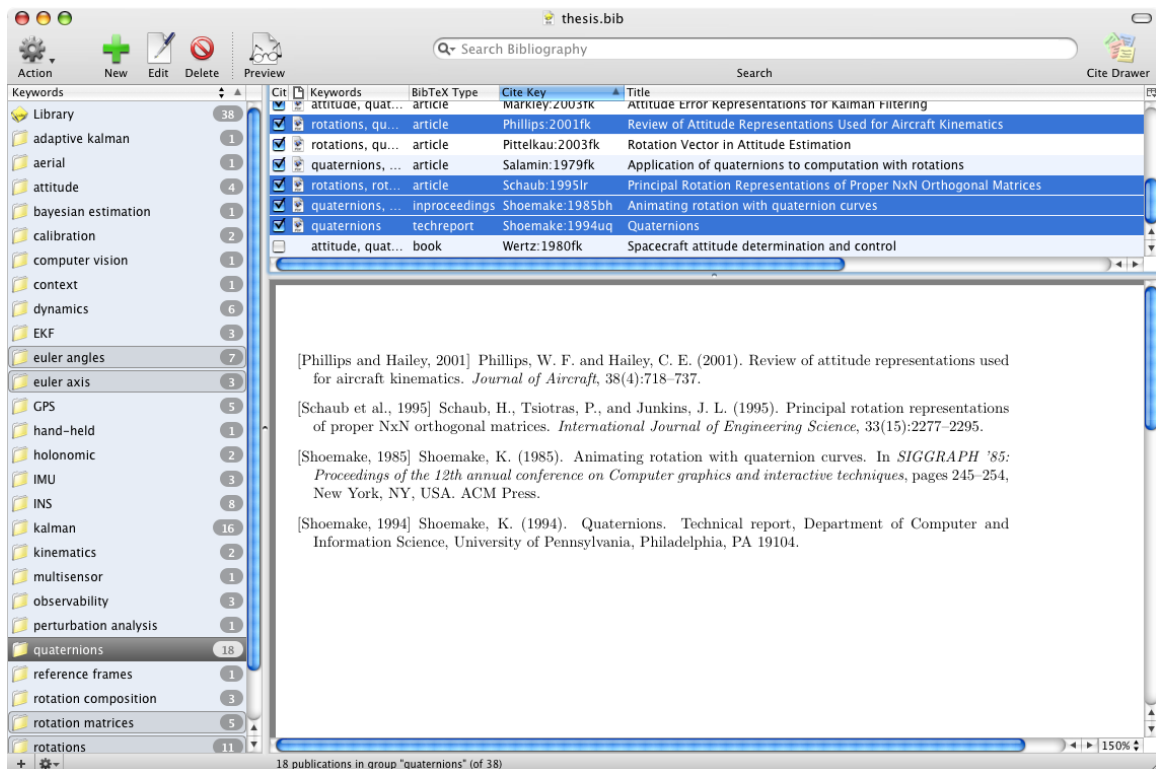 thesis.bib
Action New Edit Delete Preview
Search Bibliography
Search
Cite Drawer
Keywords
Library 38
adaptive kalman 1
aerial 1
attitude 4
bayesian estimation 1
calibration 2
computer vision 1
context 1
dynamics 6
EKF 3
euler angles 7
euler axis 3
GPS 5
hand-held 1
holonomic 2
IMU 5
INS 8
kalman 16
kinematics 2
multisensor 1
observability 3
perturbation analysis 1
quaternions 18
reference frames 1
rotation composition 3
rotation matrices 5
rotations 11
Cit Keywords BibTeX Type Cite Key Title
attitude, quat... article Markley:2003fk Attitude Error Representations for Kalman Filtering
rotations, qu... article Phillips:2001fk Review of Attitude Representations Used for Aircraft Kinematics
rotations, qu... article Pittelkau:2003fk Rotation Vector in Attitude Estimation
quaternions, ... article Salamin:1979fk Application of quaternions to computation with rotations
rotations, rot... article Schaub:1995lr Principal Rotation Representations of Proper NxN Orthogonal Matrices
quaternions, ... inproceedings Shoemake:1985bh Animating rotation with quaternion curves
quaternions techreport Shoemake:1994uq Quaternions
attitude, quat... book Wertz:1980fk Spacecraft attitude determination and control
[Phillips and Hailey, 2001] Phillips, W. F. and Hailey, C. E. (2001). Review of attitude representations used
for aircraft kinematics. Journal of Aircraft, 38(4):718–737.
[Schaub et al., 1995] Schaub, H., Tsiotras, P., and Junkins, J. L. (1995). Principal rotation representations
of proper NxN orthogonal matrices. International Journal of Engineering Science, 33(15):2277–2295.
[Shoemake, 1985] Shoemake, K. (1985). Animating rotation with quaternion curves. In SIGGRAPH '85:
Proceedings of the 12th annual conference on Computer graphics and interactive techniques, pages 245–254,
New York, NY, USA. ACM Press.
[Shoemake, 1994] Shoemake, K. (1994). Quaternions. Technical report, Department of Computer and
Information Science, University of Pennsylvania, Philadelphia, PA 19104.
150%
18 publications in group "quaternions" (of 38)